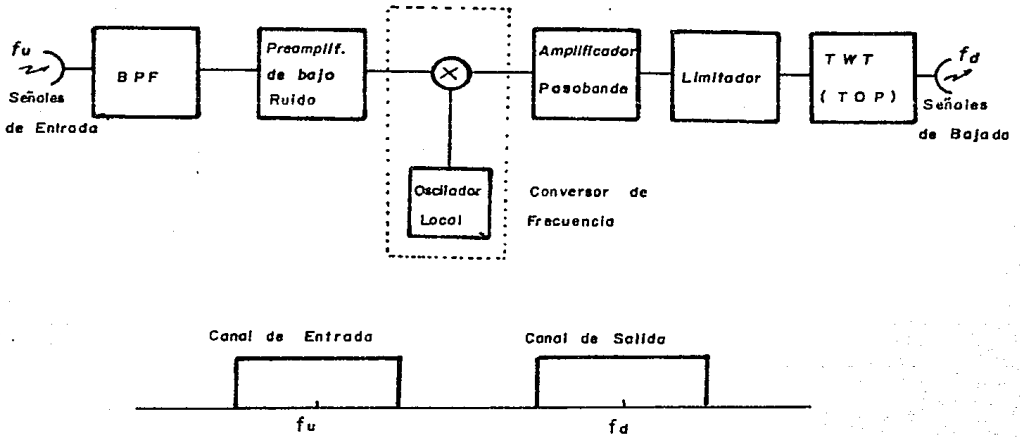 fu
Señales
de Entrada
BPF
Preamplif.
de bajo
Ruido
Oscilador
Local
Conversor de
Frecuencia
Amplificador
Pasobanda
Limitador
TWT
(TOP)
fd
Señales
de Bajada
Canal de Entrada
Canal de Salida
fu
fd